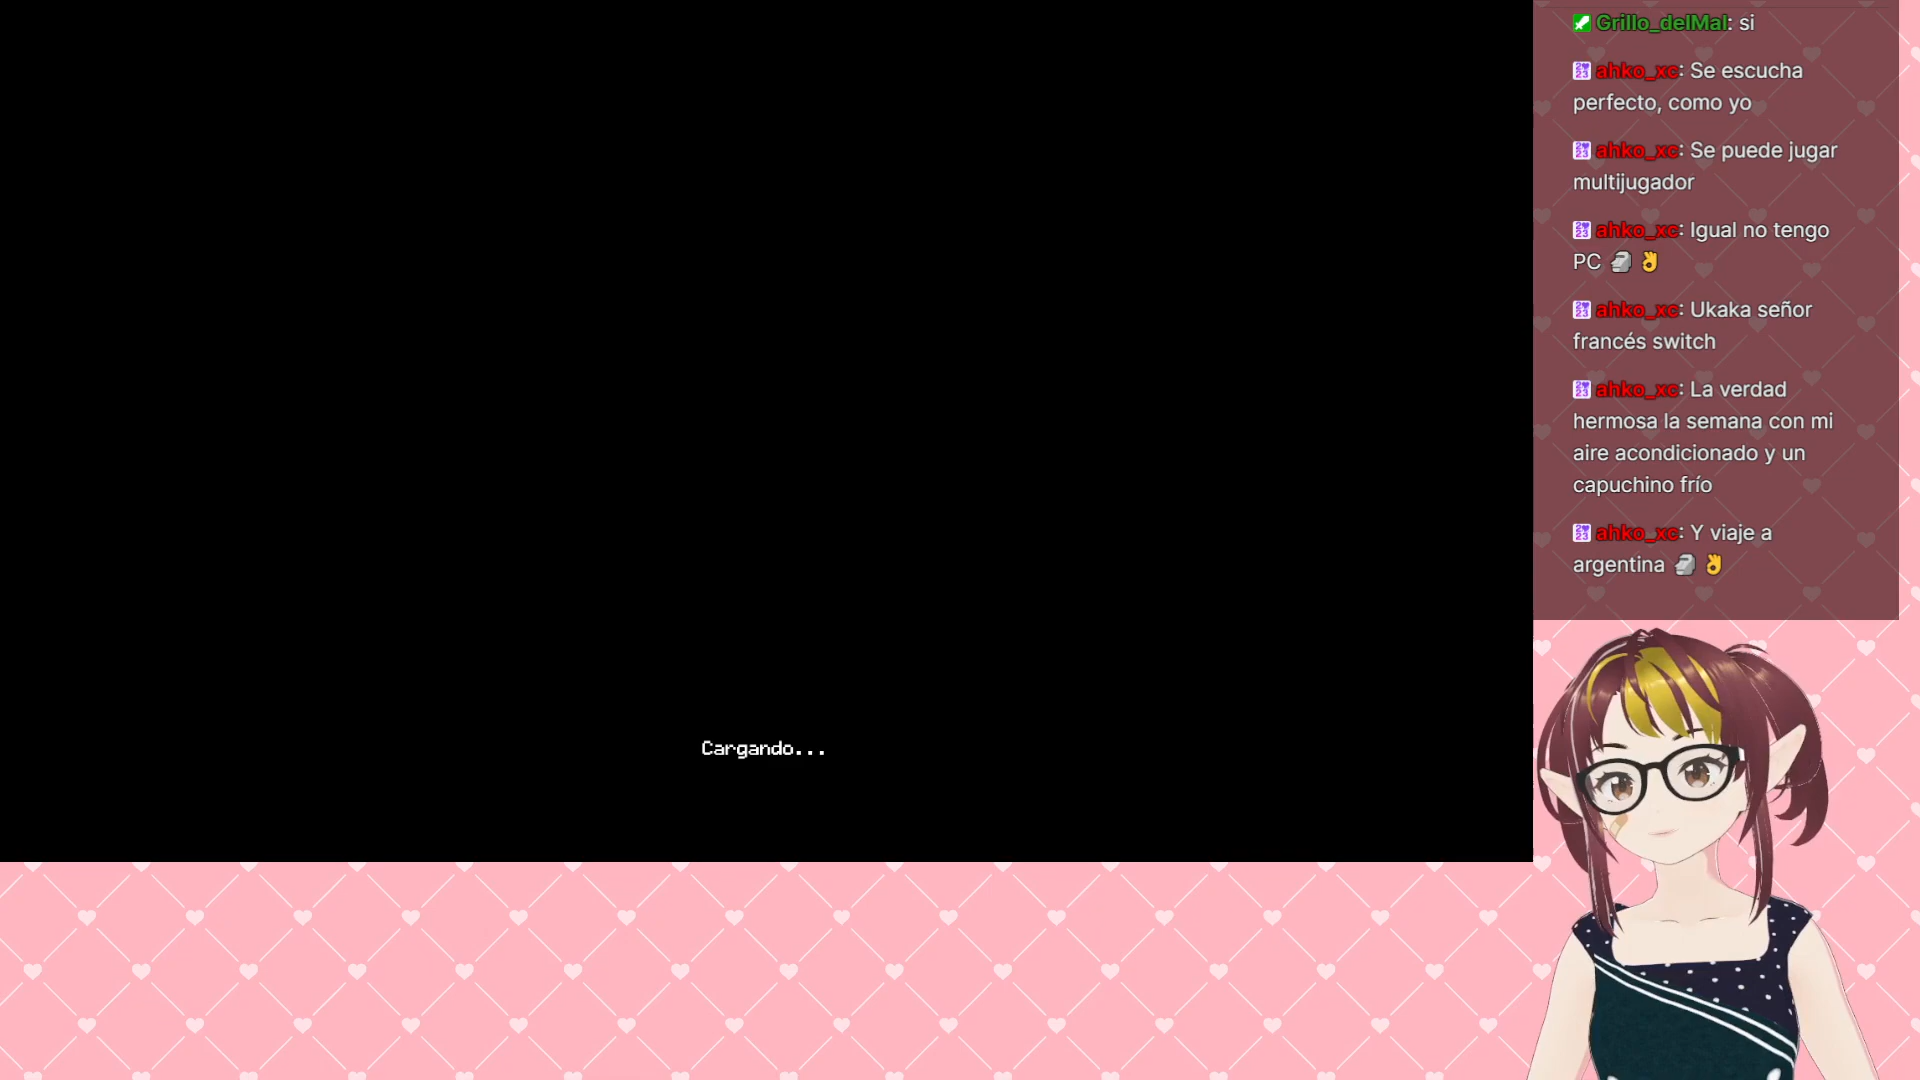 Cargando...
Grillo_delMal: si
ahko_xc: Se escucha
perfecto, como yo
ahko_xc: Se puede jugar
multijugador
ahko_xc: Igual no tengo
PC 🗿 👌
ahko_xc: Ukaka señor
francés switch
ahko_xc: La verdad
hermosa la semana con mi
aire acondicionado y un
capuchino frío
ahko_xc: Y viaje a
argentina 🗿 👌